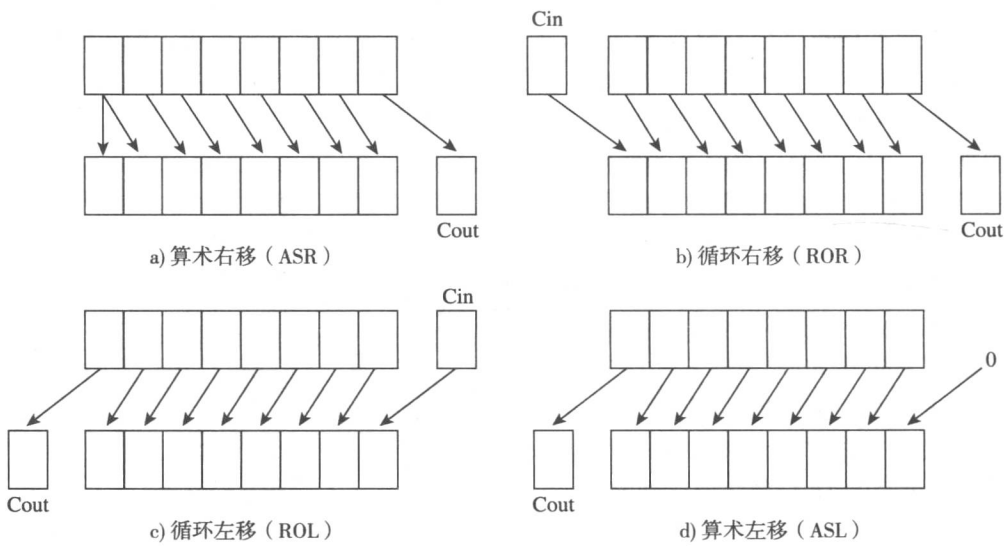 Cin
Cout
a) 算术右移（ASR）
Cout
b) 循环右移（ROR）
Cin
Cout
c) 循环左移（ROL）
0
Cout
d) 算术左移（ASL）